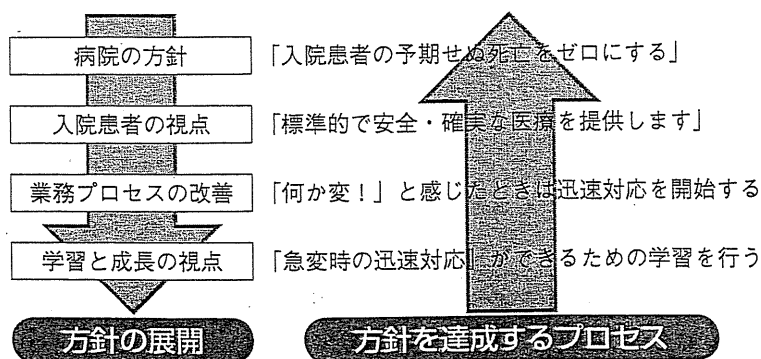 病院の方針 「入院患者の予期せぬ死亡をゼロにする」
入院患者の視点 「標準的で安全・確実な医療を提供します」
業務プロセスの改善 「何か変！」と感じたときは迅速対応を開始する
学習と成長の視点 「急変時の迅速対応」ができるための学習を行う
方針の展開 方針を達成するプロセス